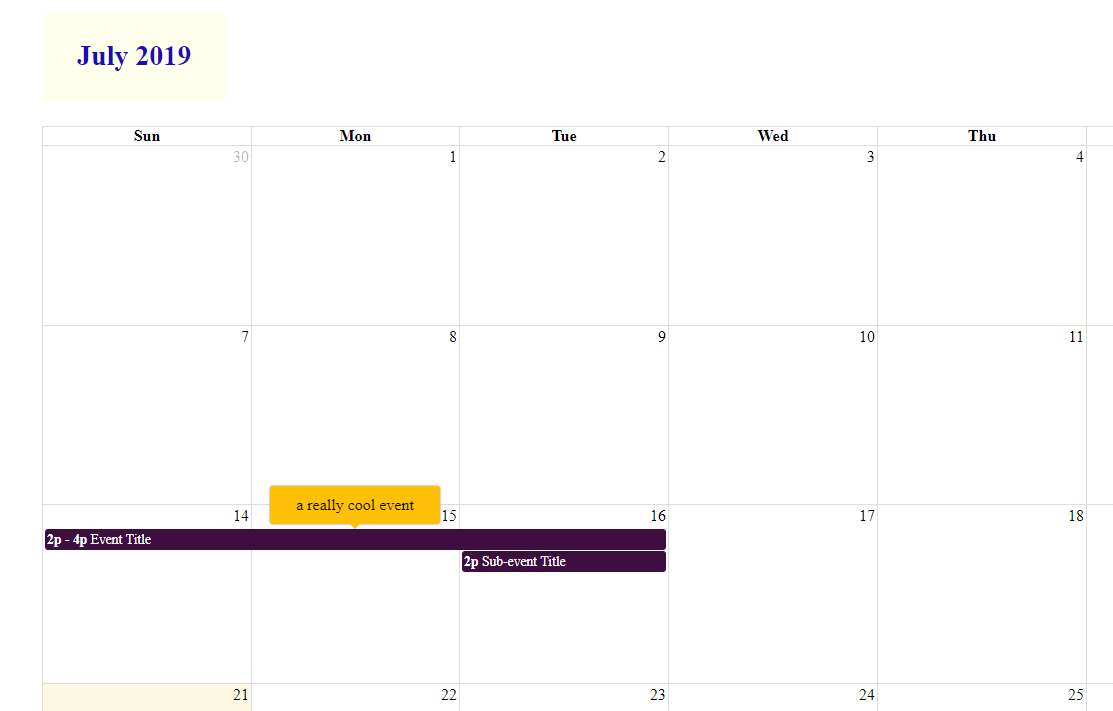 July 2019
Sun Mon Tue Wed Thu
30 1 2 3 4
7 8 9 10 11
a really cool event
14 15 16 17 18
2p - 4p Event Title
2p Sub-event Title
21 22 23 24 25